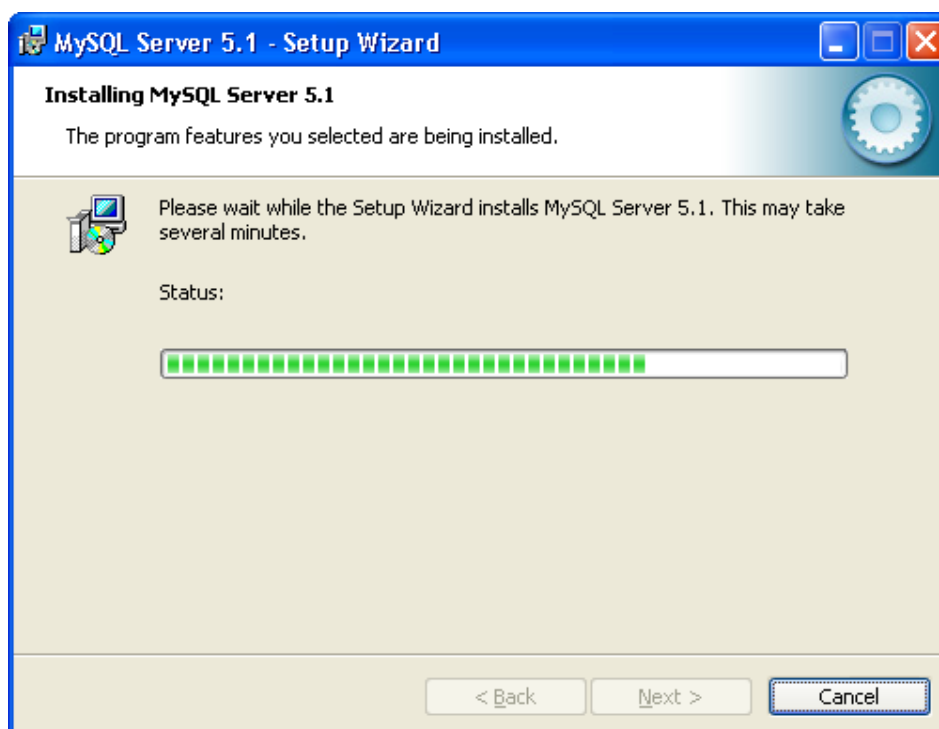 MySQL Server 5.1 - Setup Wizard
Installing MySQL Server 5.1
The program features you selected are being installed.
Please wait while the Setup Wizard installs MySQL Server 5.1. This may take
several minutes.
Status:
< Back Next > Cancel